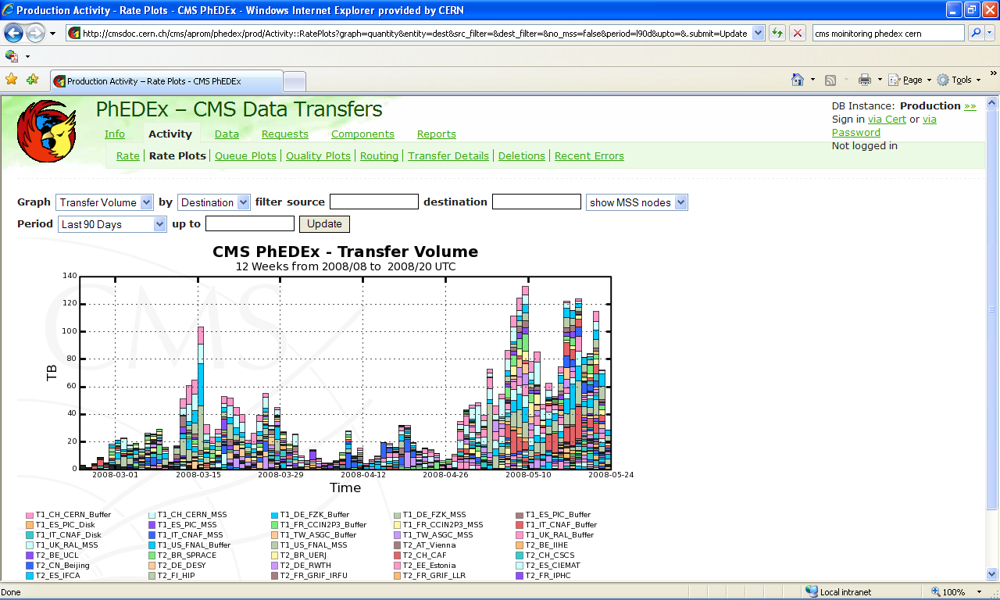 Production Activity - Rate Plots - CMS PhEDEx - Windows Internet Explorer provided by CERN
http://cmsdoc.cern.ch/cms/aprom/phedex/prod/Activity::RatePlots?graph=quantity&entity=dest&src_filter=&dest_filter=&no_mss=false&period=l90d&upto=&.submit=Update
cms moinitoring phedex cern
Production Activity – Rate Plots - CMS PhEDEx
Page Tools
PhEDEx – CMS Data Transfers
DB Instance: Production >>
Sign in via Cert or via Password
Not logged in
Info Activity Data Requests Components Reports
Rate Rate Plots Queue Plots Quality Plots Routing Transfer Details Deletions Recent Errors
Graph Transfer Volume by Destination filter source destination show MSS nodes
Period Last 90 Days up to Update
CMS PhEDEx - Transfer Volume
12 Weeks from 2008/08 to 2008/20 UTC
CMS
TB
140
120
100
80
60
40
20
0
2008-03-01 2008-03-15 2008-03-29 2008-04-12 2008-04-26 2008-05-10 2008-05-24
Time
T1_CH_CERN_Buffer T1_CH_CERN_MSS T1_DE_FZK_Buffer T1_DE_FZK_MSS T1_ES_PIC_Buffer
T1_ES_PIC_Disk T1_ES_PIC_MSS T1_FR_CCIN2P3_Buffer T1_FR_CCIN2P3_MSS T1_IT_CNAF_Buffer
T1_IT_CNAF_Disk T1_IT_CNAF_MSS T1_TW_ASGC_Buffer T1_TW_ASGC_MSS T1_UK_RAL_Buffer
T1_UK_RAL_MSS T1_US_FNAL_Buffer T1_US_FNAL_MSS T2_AT_Vienna T2_BE_IIHE
T2_BE_UCL T2_BR_SPRACE T2_BR_UERJ T2_CH_CAF T2_CH_CSCS
T2_CN_Beijing T2_DE_DESY T2_DE_RWTH T2_EE_Estonia T2_ES_CIEMAT
T2_ES_IFCA T2_FI_HIP T2_FR_GRIF_IRFU T2_FR_GRIF_LLR T2_FR_IPHC
Done Local intranet 100%